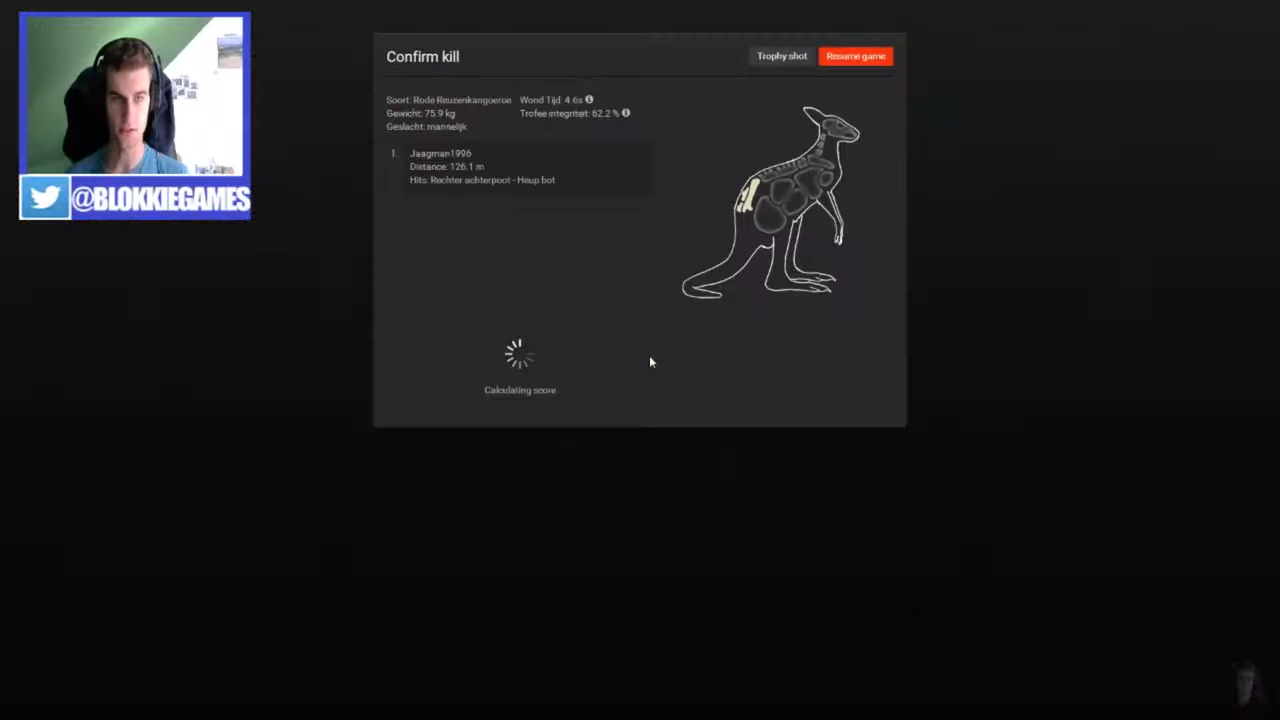 Confirm kill
Trophy shot
Resume game
Soort: Rode Reuzenkangoeroe
Wond Tijd: 4.6s
Gewicht: 75.9 kg
Trofee integriteit: 62.2 %
Geslacht: mannelijk
1. Jaagman1996
Distance: 126.1 m
Hits: Rechter achterpoot - Heup bot
@BLOKKIEGAMES
Calculating score